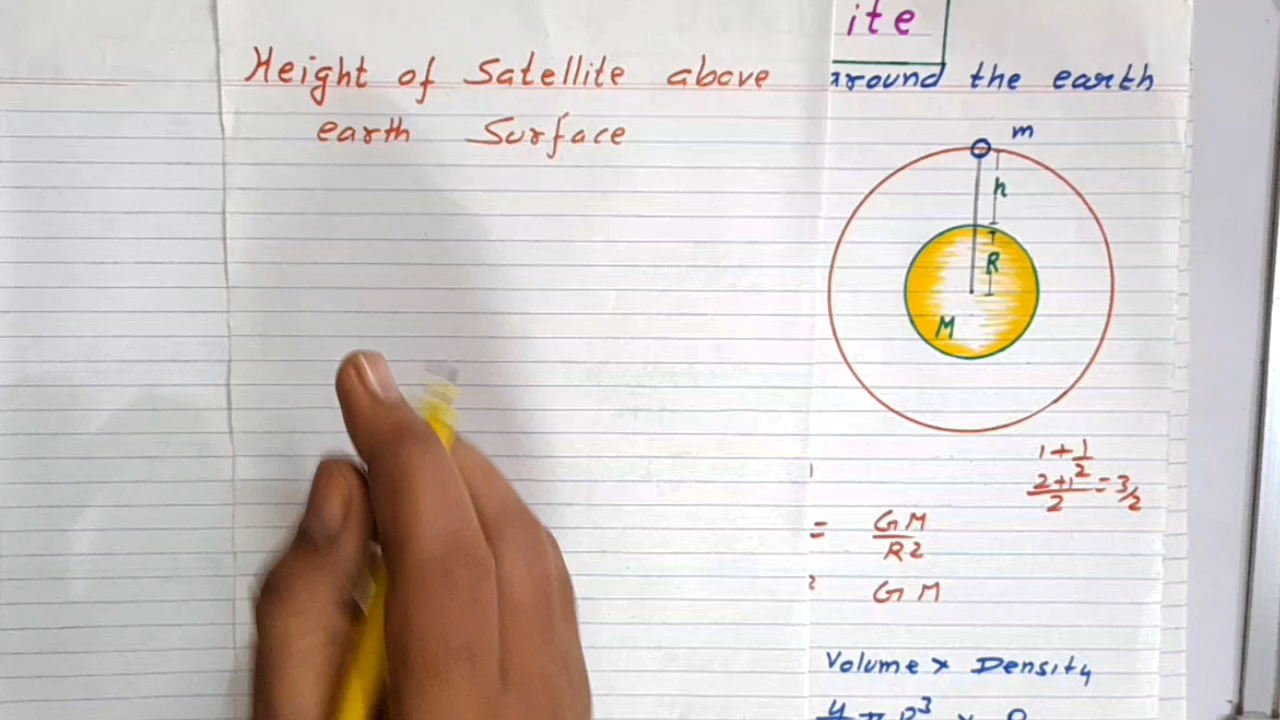 Height of Satellite above
earth Surface
ite
around the earth
m
h
R
M
1 + 1/2
2+1/2 = 3/2
= GM/R2
GM
Volume × Density